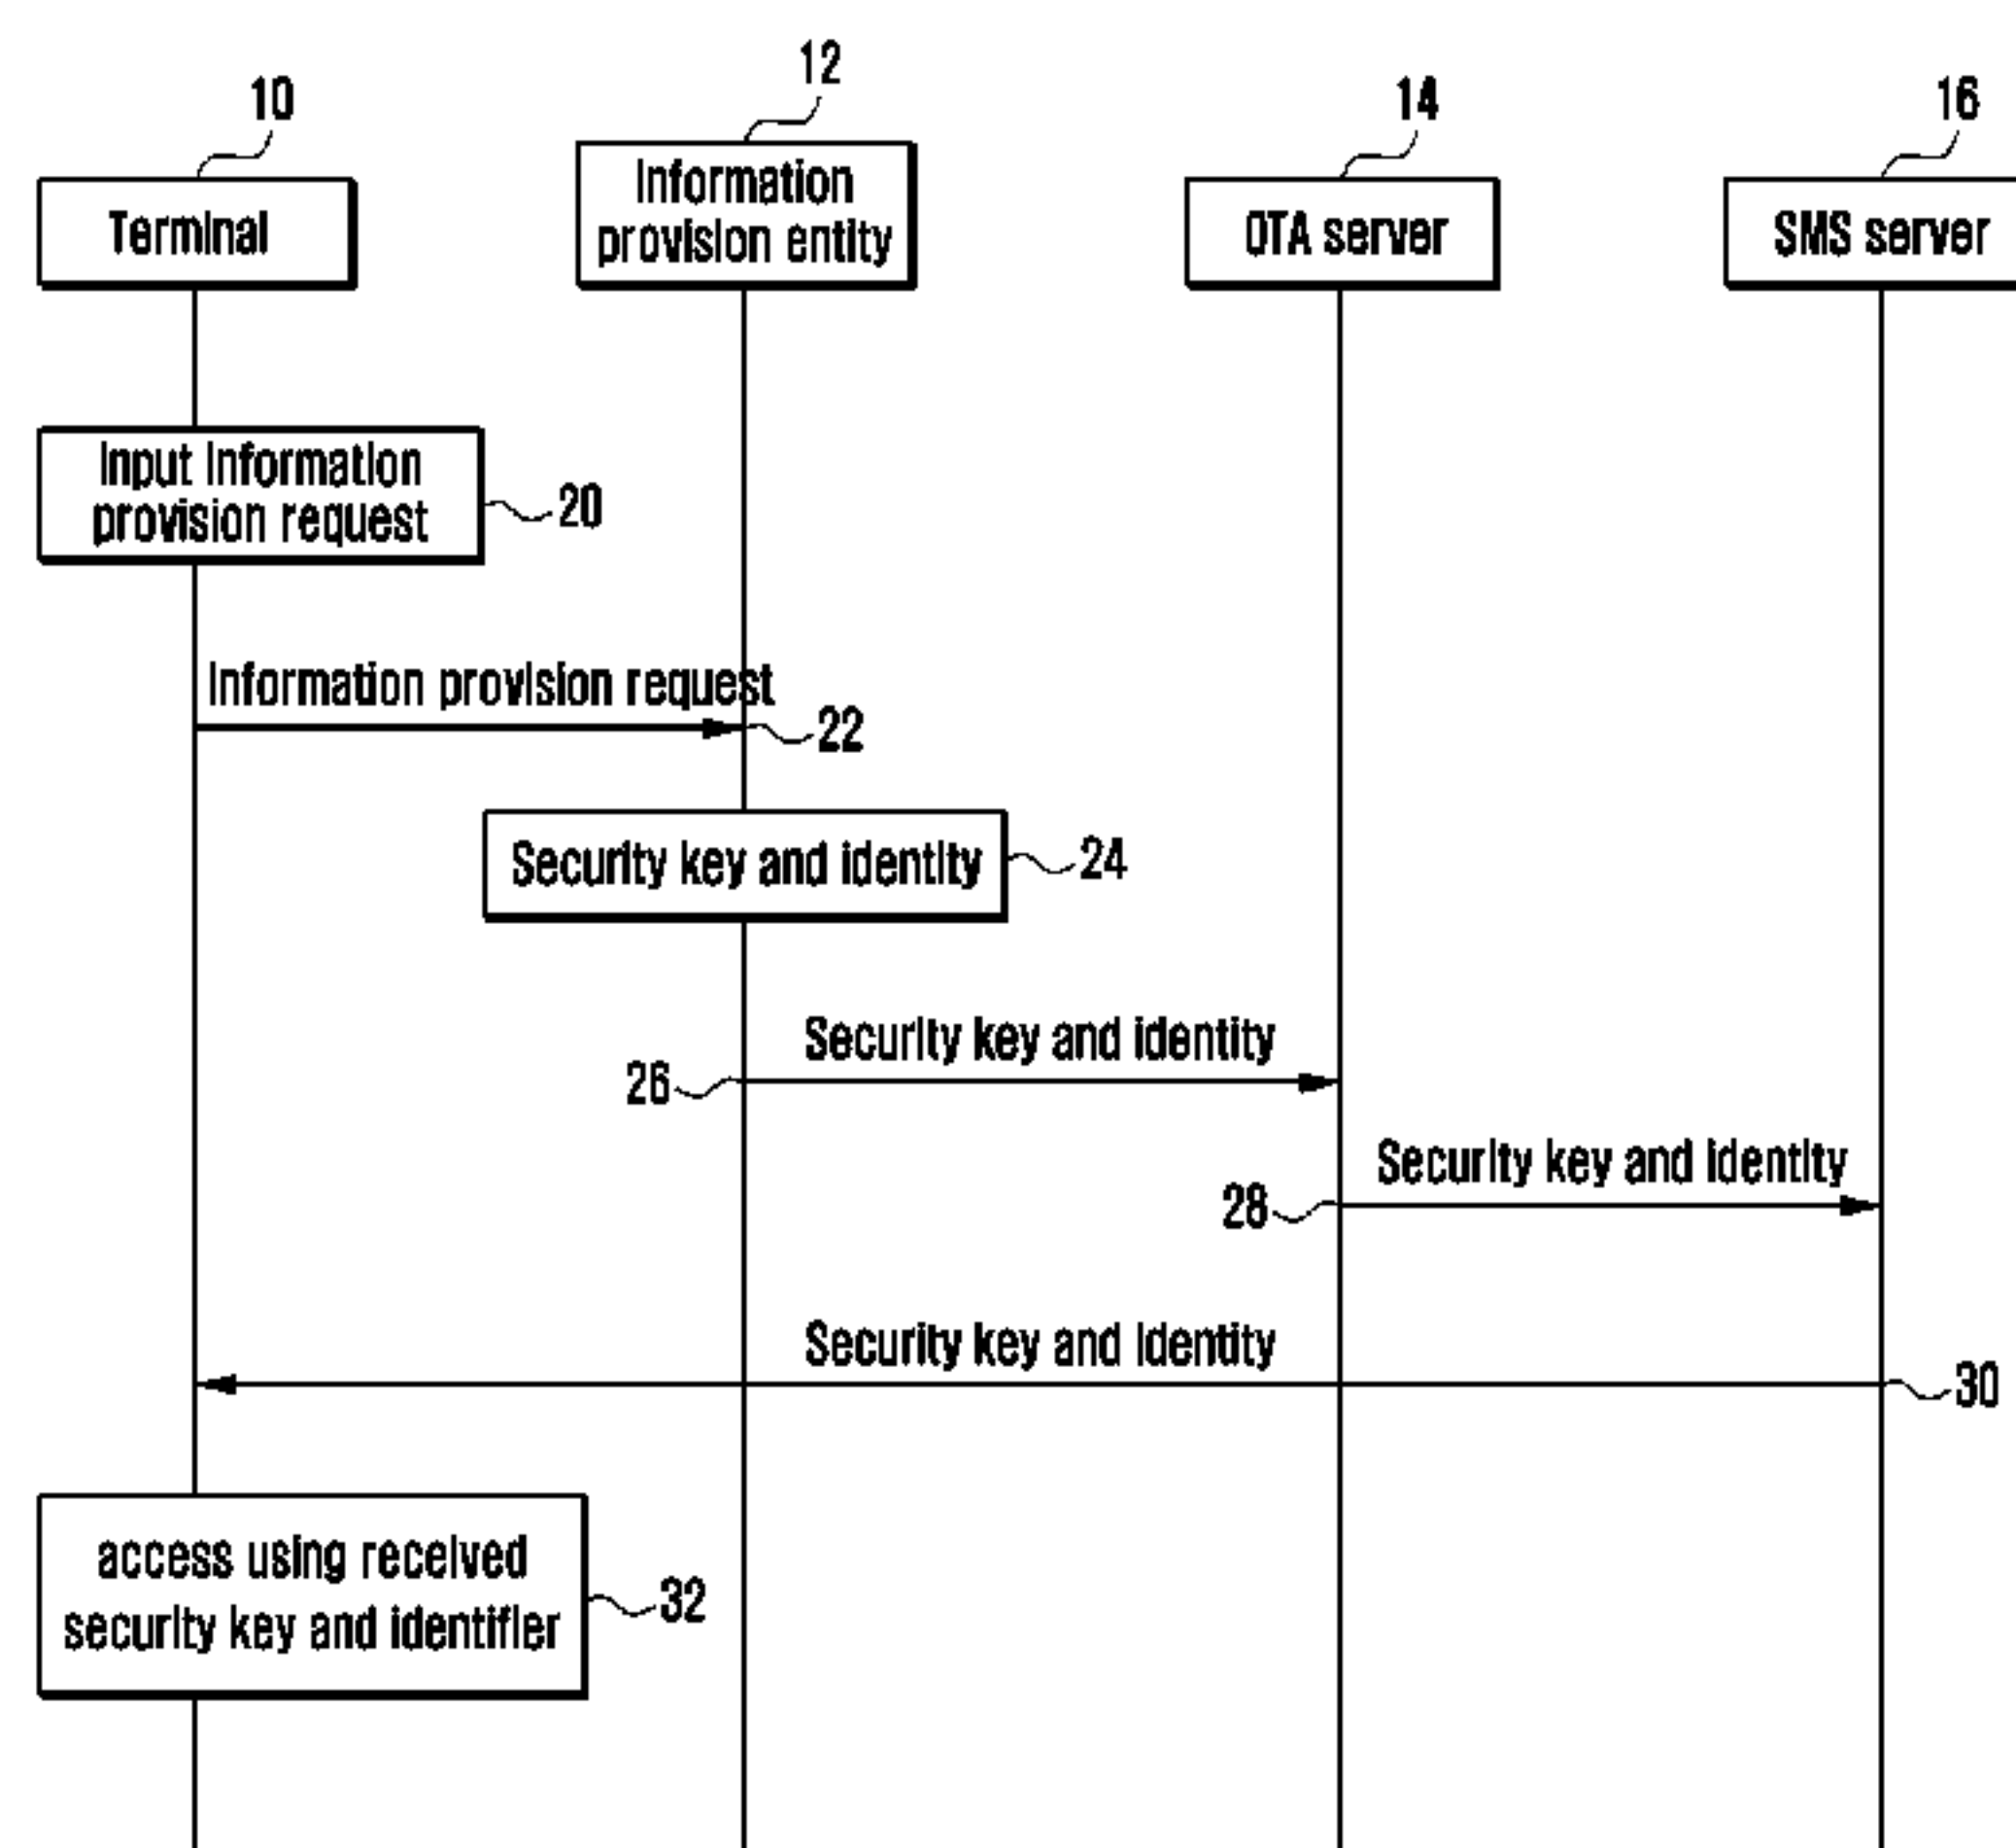 10
12
14
16
Terminal
Information
provision entity
OTA server
SMS server
Input information
provision request
20
Information provision request
22
Security key and identity
24
Security key and identity
26
Security key and identity
28
Security key and identity
30
access using received
security key and identifier
32